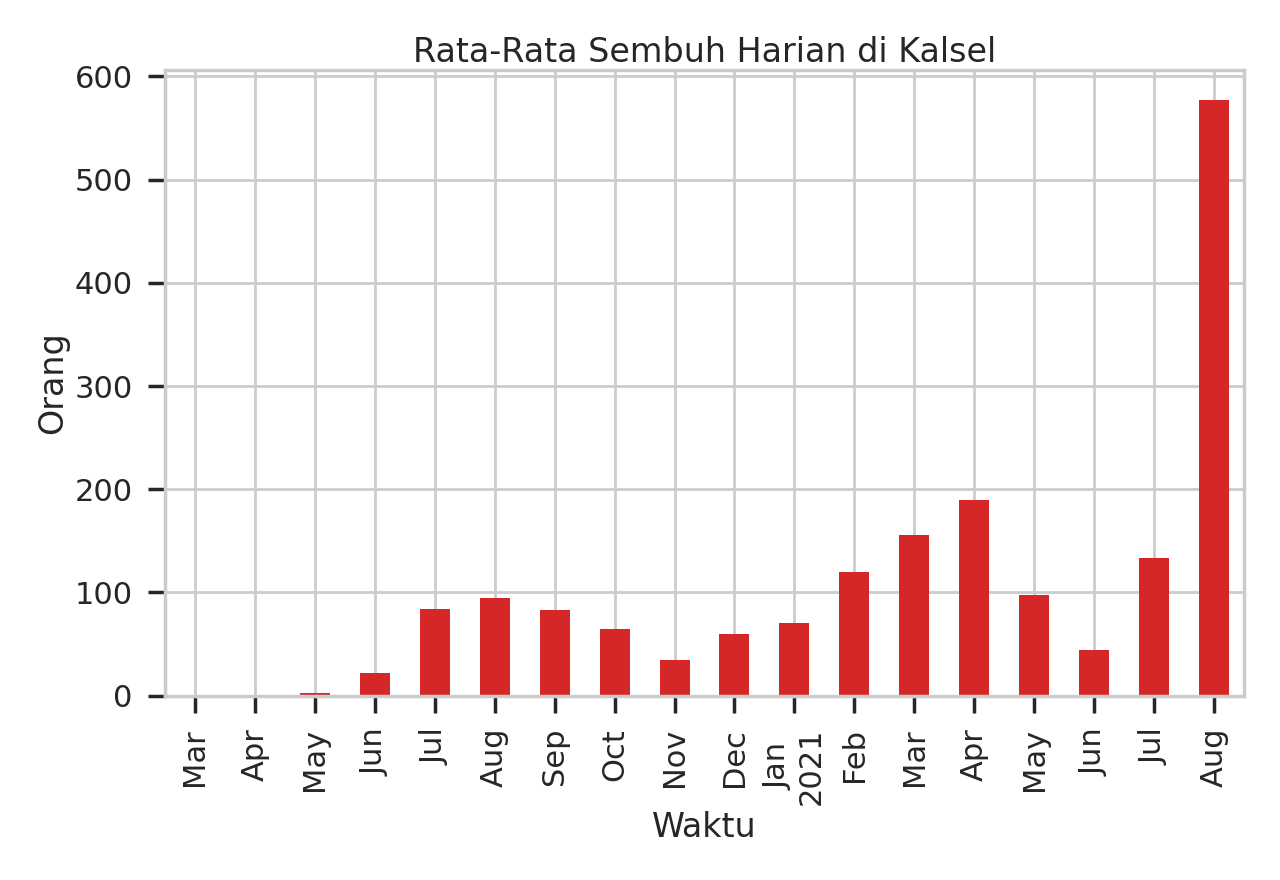 Rata-Rata Sembuh Harian di Kalsel
600
500
400
300
200
100
0
Orang
Mar
Apr
May
Jun
Jul
Aug
Sep
Oct
Nov
Dec
Jan
2021
Feb
Mar
Apr
May
Jun
Jul
Aug
Waktu